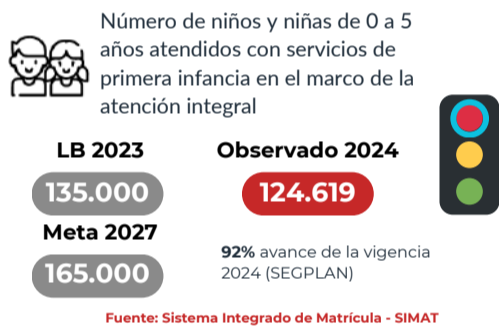 Número de niños y niñas de 0 a 5
años atendidos con servicios de
primera infancia en el marco de la
atención integral
LB 2023
135.000
Observado 2024
124.619
Meta 2027
165.000
92% avance de la vigencia
2024 (SEGPLAN)
Fuente: Sistema Integrado de Matrícula - SIMAT